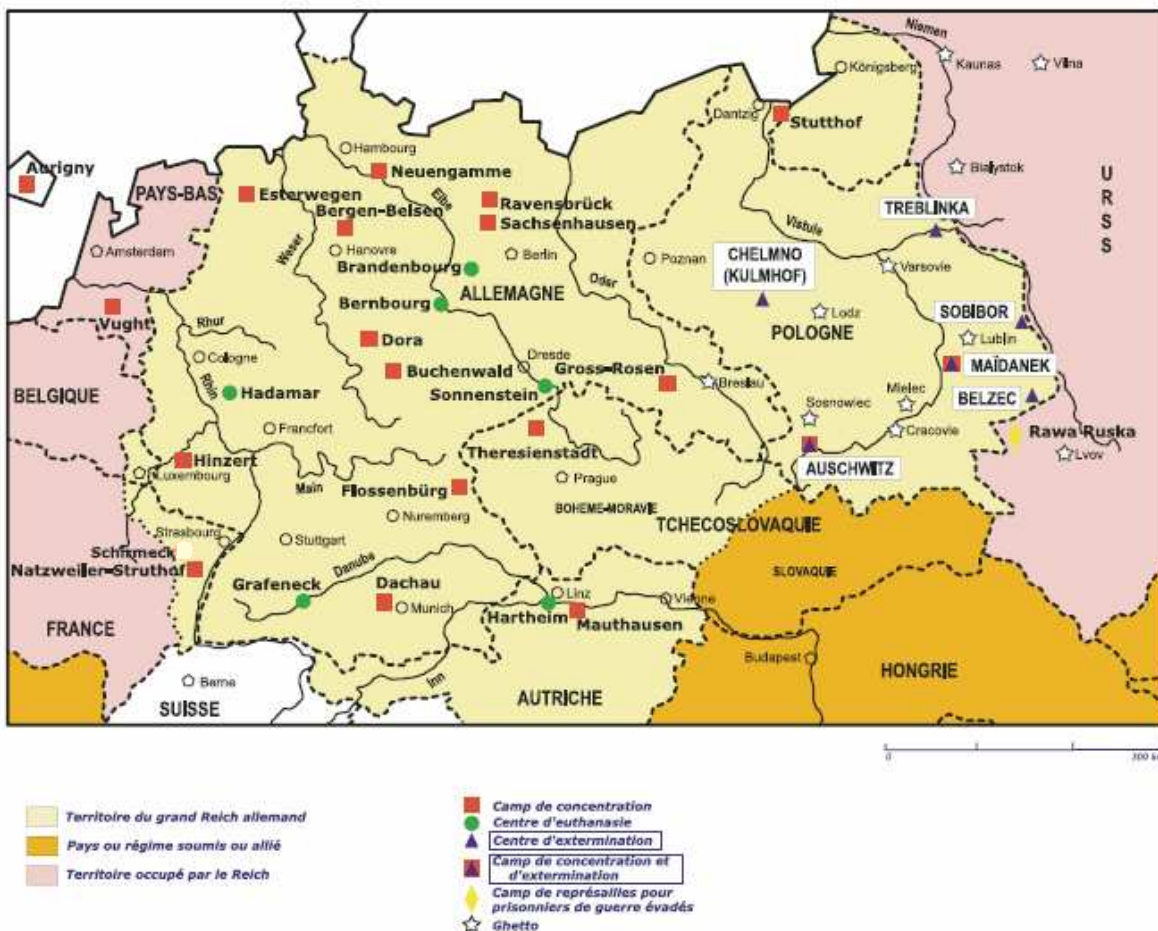 Niemen
Königsberg
Kaunas
Vilna
Dantzig
Stutthof
Hambourg
Aurigny
Neuengamme
PAYS-BAS
Esterwegen
Elbe
Ravensbrück
Bialystok
URSS
Bergen-Belsen
Sachsenhausen
TREBLINKA
Weser
Vistula
Amsterdam
Hanovre
Berlin
Poznan
CHELMNO
(KULMHOF)
Varsovie
Brandenbourg
Oder
Bernbourg
ALLEMAGNE
Vught
Lodz
SOBIBOR
Rhur
POLOGNE
Dora
Lublin
Cologne
Dresde
Gross-Rosen
MAÏDANEK
Buchenwald
Breslau
BELGIQUE
Rhin
Hadamar
Sonnenstein
Mielec
BELZEC
Sosnowiec
Francfort
Cracovie
Rawa Ruska
Theresienstadt
Lvov
Hinzert
AUSCHWITZ
Luxembourg
Main
Flossenbürg
Prague
BOHEME-MORAVIE
Nuremberg
TCHECOSLOVAQUIE
Strasbourg
Stuttgart
Schirmeck
Danube
Natzweiler-Struthof
SLOVAQUIE
Grafeneck
Dachau
Linz
Vienne
Munich
Hartheim
Mauthausen
FRANCE
Budapest
HONGRIE
Berne
Inn
AUTRICHE
SUISSE
0
300 k
Territoire du grand Reich allemand
Pays ou régime soumis ou allié
Territoire occupé par le Reich
Camp de concentration
Centre d'euthanasie
Centre d'extermination
Camp de concentration et
d'extermination
Camp de représailles pour
prisonniers de guerre évadés
Ghetto